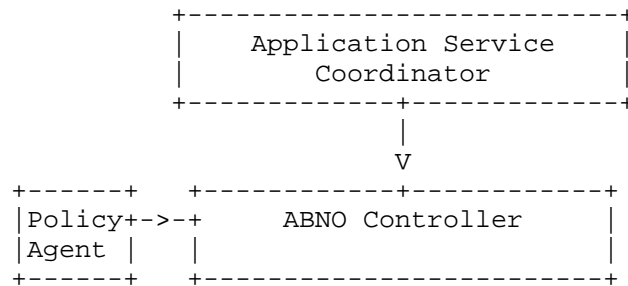 Application Service
Coordinator
V
Policy
ABNO Controller
Agent